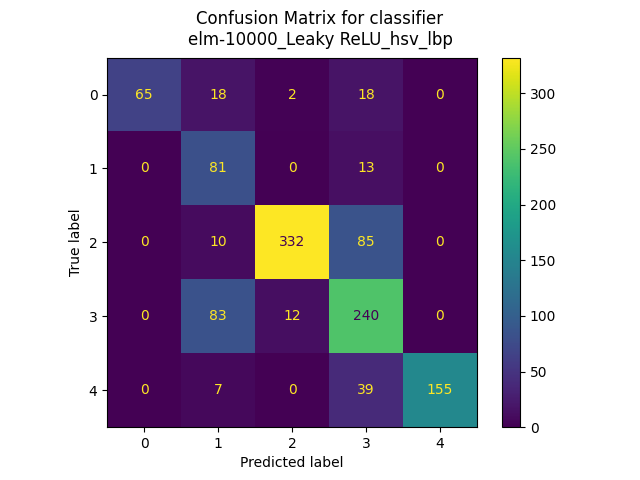 Confusion Matrix for classifier
elm-10000_Leaky ReLU_hsv_lbp
0 65 18 2 18 0
1 0 81 0 13 0
2 0 10 332 85 0
3 0 83 12 240 0
4 0 7 0 39 155
0 1 2 3 4
True label
Predicted label
300
250
200
150
100
50
0